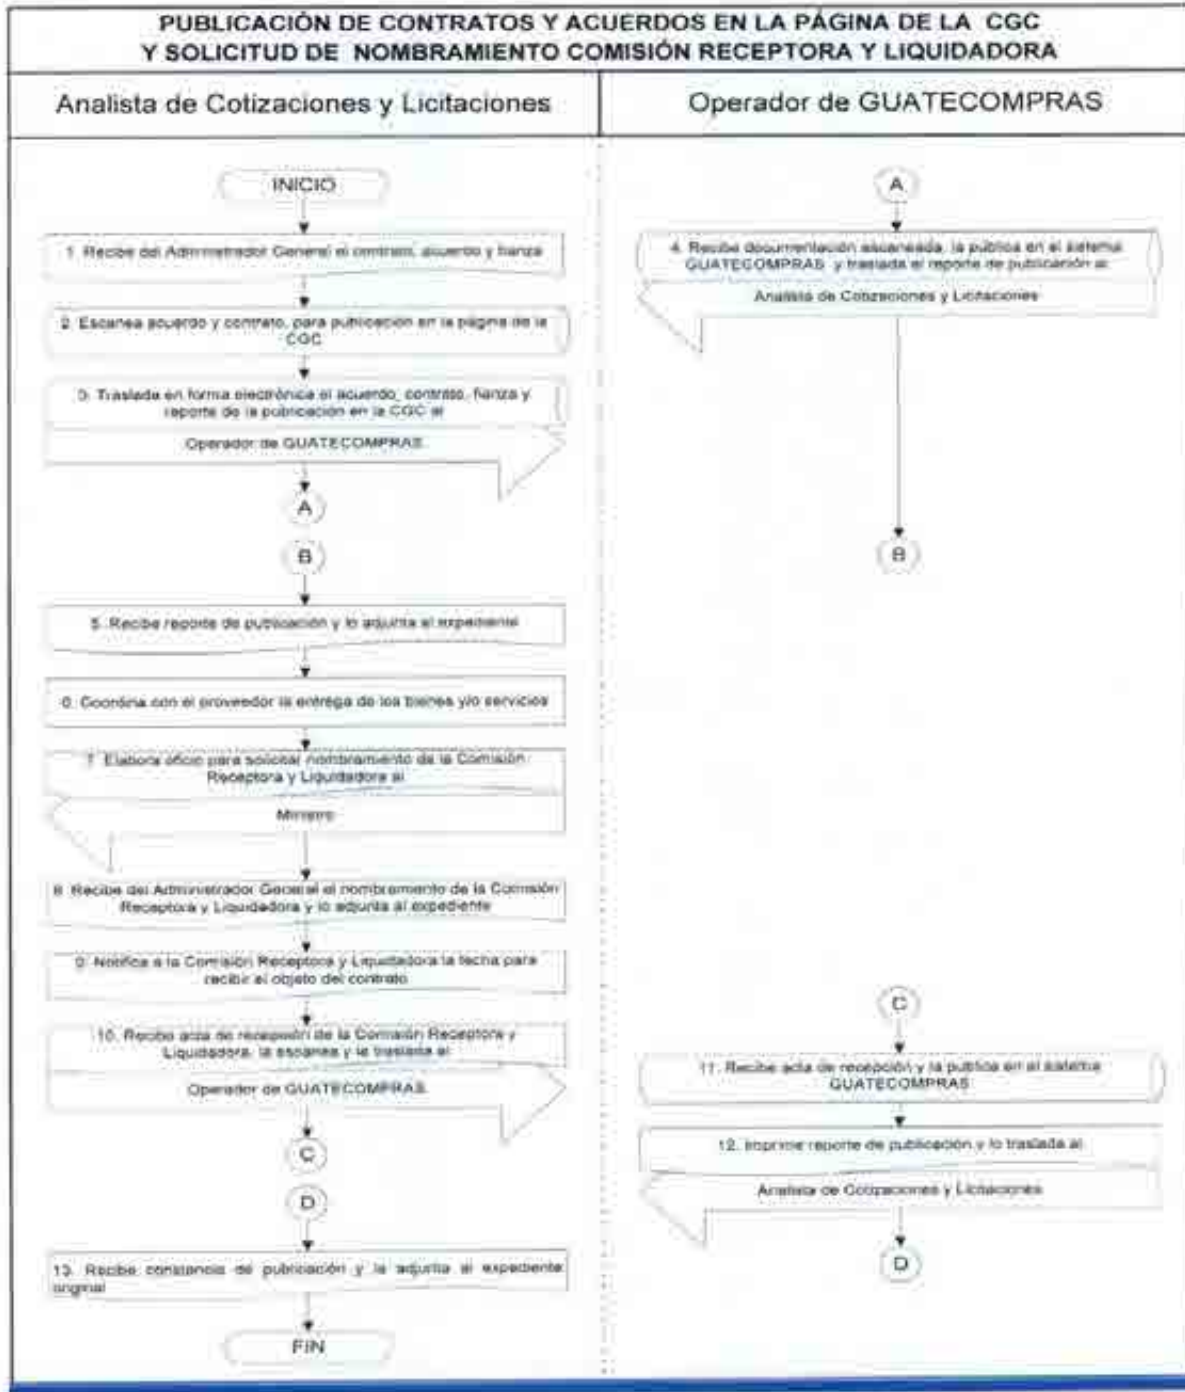 PUBLICACIÓN DE CONTRATOS Y ACUERDOS EN LA PÁGINA DE LA CGC
Y SOLICITUD DE NOMBRAMIENTO COMISIÓN RECEPTORA Y LIQUIDADORA
Analista de Cotizaciones y Licitaciones
INICIO
1. Recibe del Administrador General el contrato, acuerdo y fianza
2. Escanea acuerdo y contrato, para publicación en la página de la
CGC
3. Traslada en forma electrónica el acuerdo, contrato, fianza y
reporte de la publicación en la CGC al
Operador de GUATECOMPRAS
A
B
5. Recibe reporte de publicación y lo adjunta al expediente
6. Coordina con el proveedor la entrega de los bienes y/o servicios
7. Elabora oficio para solicitar nombramiento de la Comisión
Receptora y Liquidadora al
Ministro
8. Recibe del Administrador General el nombramiento de la Comisión
Receptora y Liquidadora y lo adjunta al expediente
9. Notifica a la Comisión Receptora y Liquidadora la fecha para
recibir el objeto del contrato
10. Recibe acta de recepción de la Comisión Receptora y
Liquidadora, la escanea y la traslada al
Operador de GUATECOMPRAS
C
D
13. Recibe constancia de publicación y la adjunta al expediente
original
FIN
Operador de GUATECOMPRAS
A
4. Recibe documentación escaneada, la publica en el sistema
GUATECOMPRAS y traslada el reporte de publicación al
Analista de Cotizaciones y Licitaciones
B
C
11. Recibe acta de recepción y la publica en el sistema
GUATECOMPRAS
12. Imprime reporte de publicación y lo traslada al
Analista de Cotizaciones y Licitaciones
D